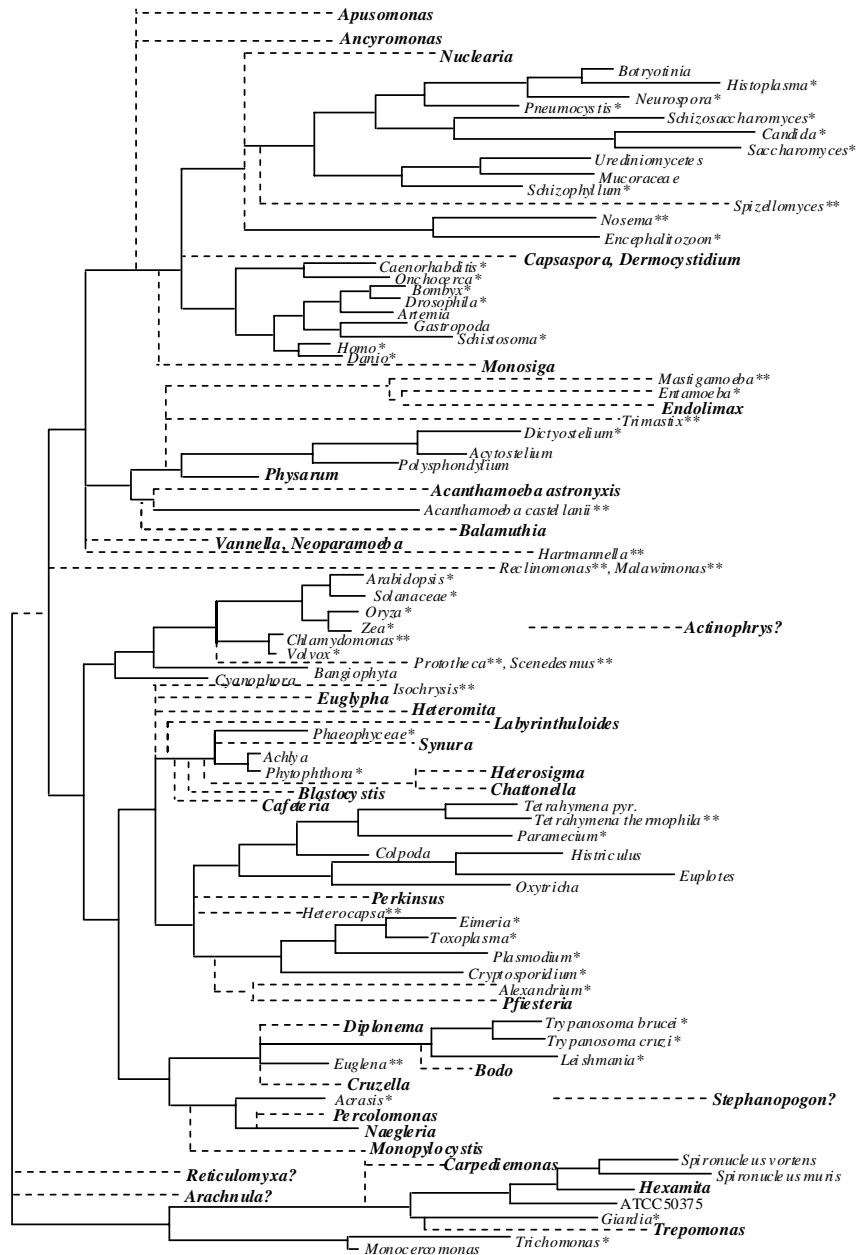 Apusomonas
Ancyromonas
Nuclearia
Botryotinia
Histoplasma*
Neurospora*
Pneumocystis*
Schizosaccharomyces*
Candida*
Saccharomyces*
Urediniomycetes
Mucoraceae
Schizophyllum*
Spizellomyces**
Nosema**
Encephalitozoon*
Capsaspora, Dermocystidium
Caenorhabditis*
Onchocerca*
Bombyx*
Drosophila*
Artemia
Gastropoda
Schistosoma*
Homo*
Danio*
Monosiga
Mastigamoeba**
Entamoeba*
Endolimax
Trimastix**
Dictyostelium*
Acytostelium
Polysphondylium
Physarum
Acanthamoeba astronyxis
Acanthamoeba castellanii**
Balamuthia
Vannella, Neoparamoeba
Hartmannella**
Reclinomonas**, Malawimonas**
Arabidopsis*
Solanaceae*
Oryza*
Zea*
Actinophrys?
Chlamydomonas**
Volvox*
Prototheca**, Scenedesmus**
Bangiophyta
Cyanophora
Isochrysis**
Euglypha
Heteromita
Labyrinthuloides
Phaeophyceae*
Synura
Achlya
Phytophthora*
Heterosigma
Chattonella
Blastocystis
Cafeteria
Tetrahymena pyr.
Tetrahymena thermophila**
Paramecium*
Colpoda
Histriculus
Euplotes
Oxytricha
Perkinsus
Heterocapsa**
Eimeria*
Toxoplasma*
Plasmodium*
Cryptosporidium*
Alexandrium*
Pfiesteria
Diplonema
Trypanosoma brucei*
Trypanosoma cruzi*
Leishmania*
Euglena**
Bodo
Cruzella
Acrasis*
Stephanopogon?
Percolomonas
Naegleria
Monopylocystis
Carpediemonas
Spironucleus vortens
Spironucleus muris
Reticulomyxa?
Hexamita
Arachnula?
ATCC50375
Giardia*
Trepomonas
Trichomonas*
Monocercomonas